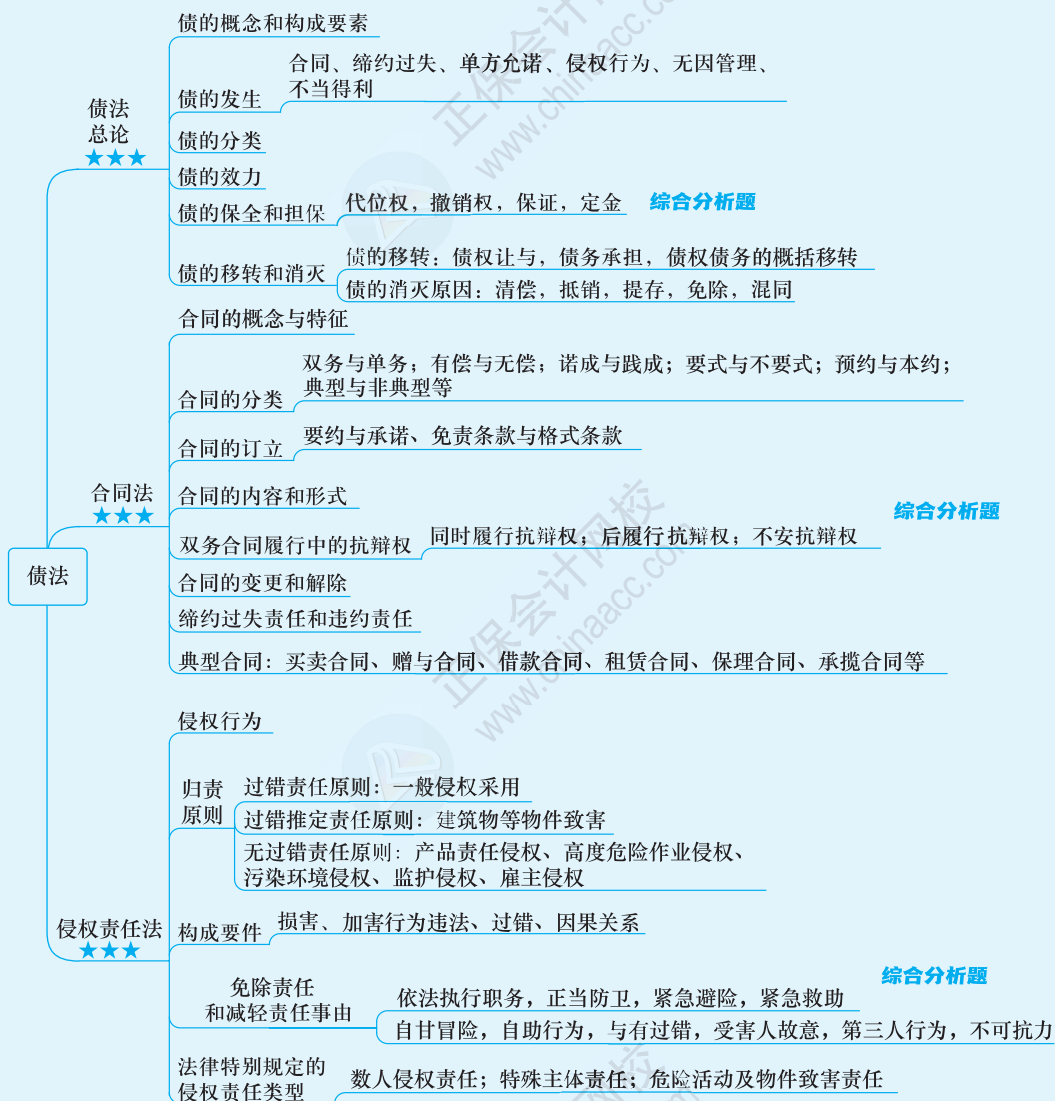 债的概念和构成要素
合同、缔约过失、单方允诺、侵权行为、无因管理、
不当得利
债的发生
债法
总论
★★★
债的分类
债的效力
债的保全和担保
代位权，撤销权，保证，定金
综合分析题
债的移转和消灭
债的移转：债权让与，债务承担，债权债务的概括移转
债的消灭原因：清偿，抵销，提存，免除，混同
合同的概念与特征
双务与单务；有偿与无偿；诺成与践成；要式与不要式；预约与本约；
典型与非典型等
合同的分类
合同的订立
要约与承诺、免责条款与格式条款
合同法
★★★
合同的内容和形式
综合分析题
双务合同履行中的抗辩权
同时履行抗辩权；后履行抗辩权；不安抗辩权
债法
合同的变更和解除
缔约过失责任和违约责任
典型合同：买卖合同、赠与合同、借款合同、租赁合同、保理合同、承揽合同等
侵权行为
归责
原则
过错责任原则：一般侵权采用
过错推定责任原则：建筑物等物件致害
无过错责任原则：产品责任侵权、高度危险作业侵权、
污染环境侵权、监护侵权、雇主侵权
侵权责任法
★★★
构成要件
损害、加害行为违法、过错、因果关系
综合分析题
免除责任
和减轻责任事由
依法执行职务，正当防卫，紧急避险，紧急救助
自甘冒险，自助行为，与有过错，受害人故意，第三人行为，不可抗力
法律特别规定的
侵权责任类型
数人侵权责任；特殊主体责任；危险活动及物件致害责任
正保会计网校
www.chinaacc.com
正保会计网校
www.chinaacc.com